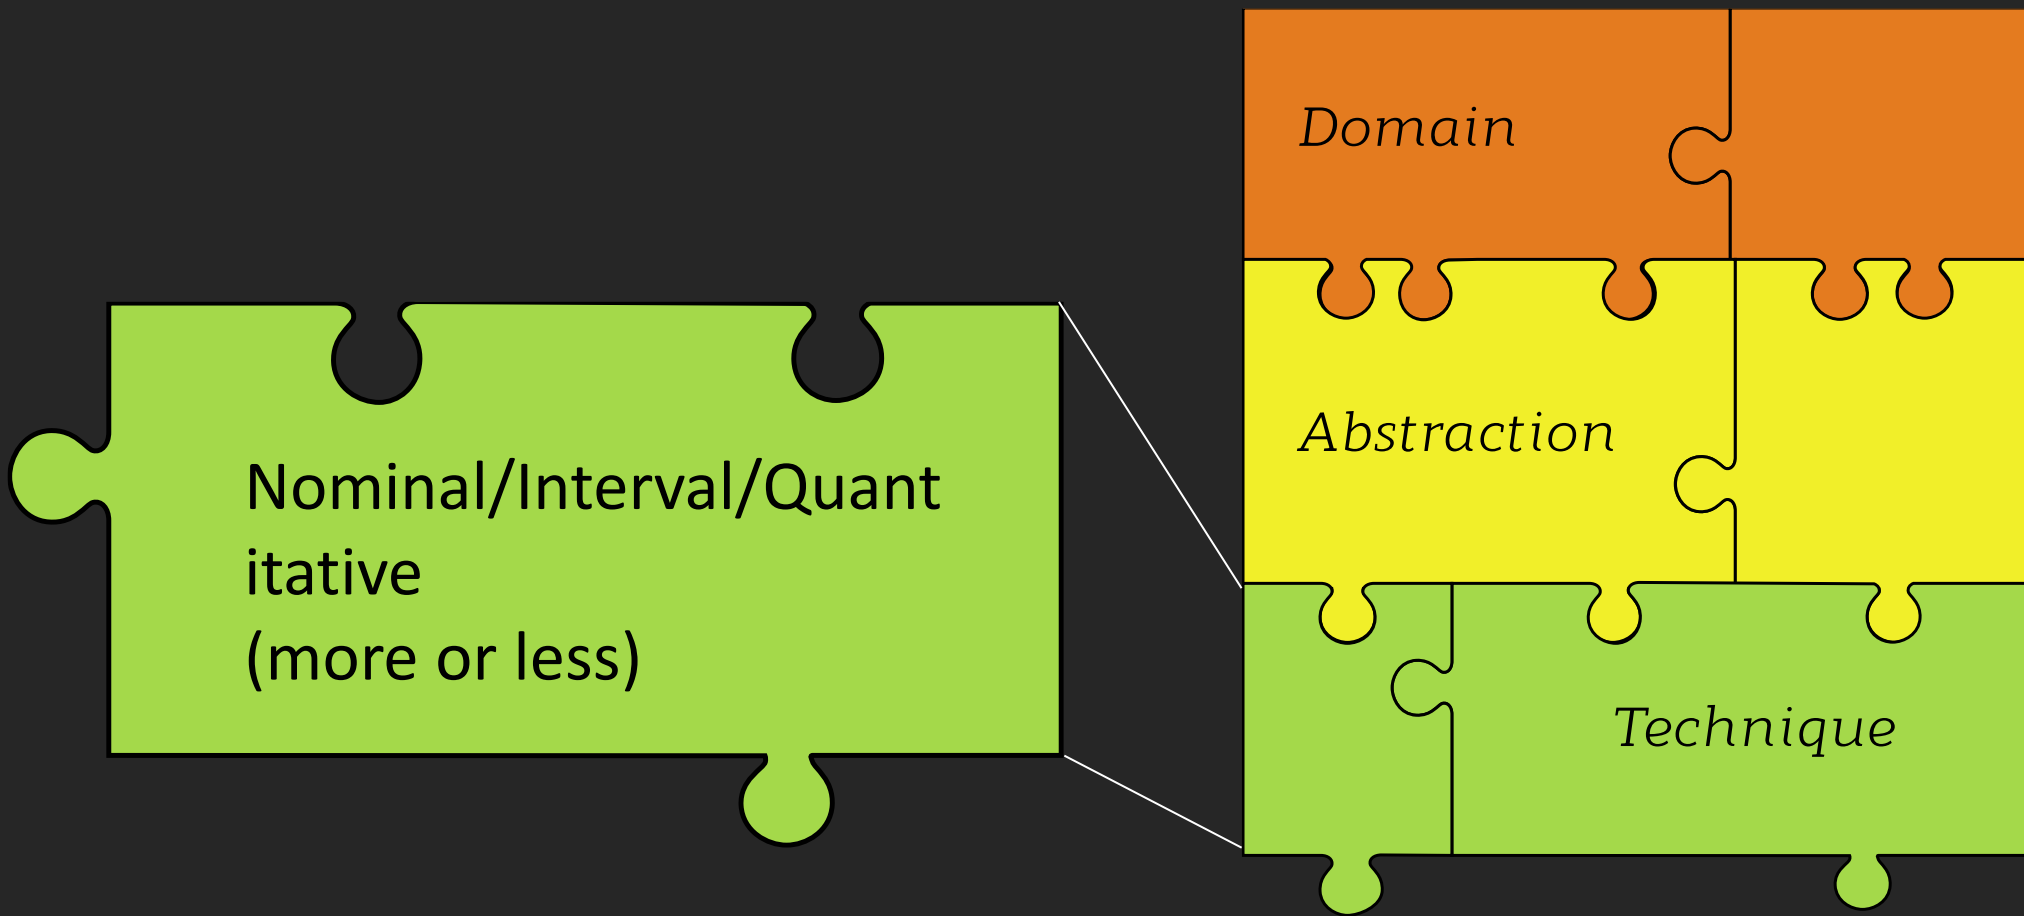 Nominal/Interval/Quant
itative
(more or less)
Domain
Abstraction
Technique